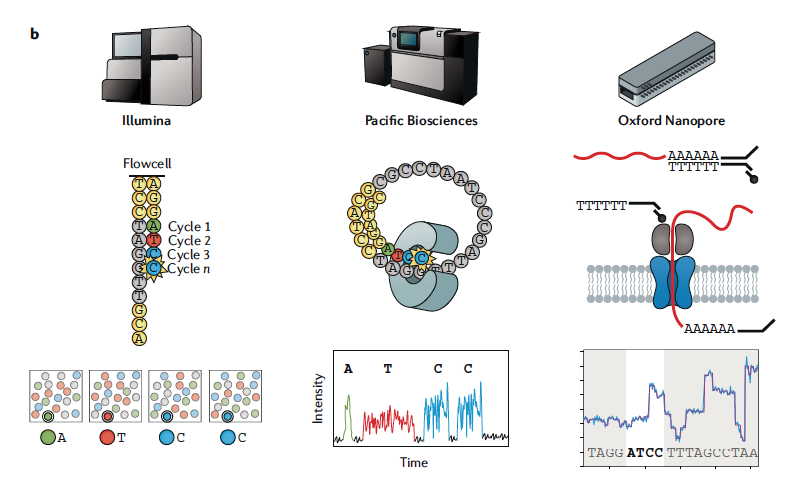 b
Illumina
Pacific Biosciences
Oxford Nanopore
Flowcell
T A
C G
C G
T A Cycle 1
A T Cycle 2
G C Cycle 3
G C Cycle n
T
T
G
C
A
C G C C T A A T C C G A T T
A T C C
AAAAAA
TTTTTT
TTTTTT
AAAAAA
A
T
C
C
Intensity
A T C C
Time
TAGG ATCC TTTAGCCTAA